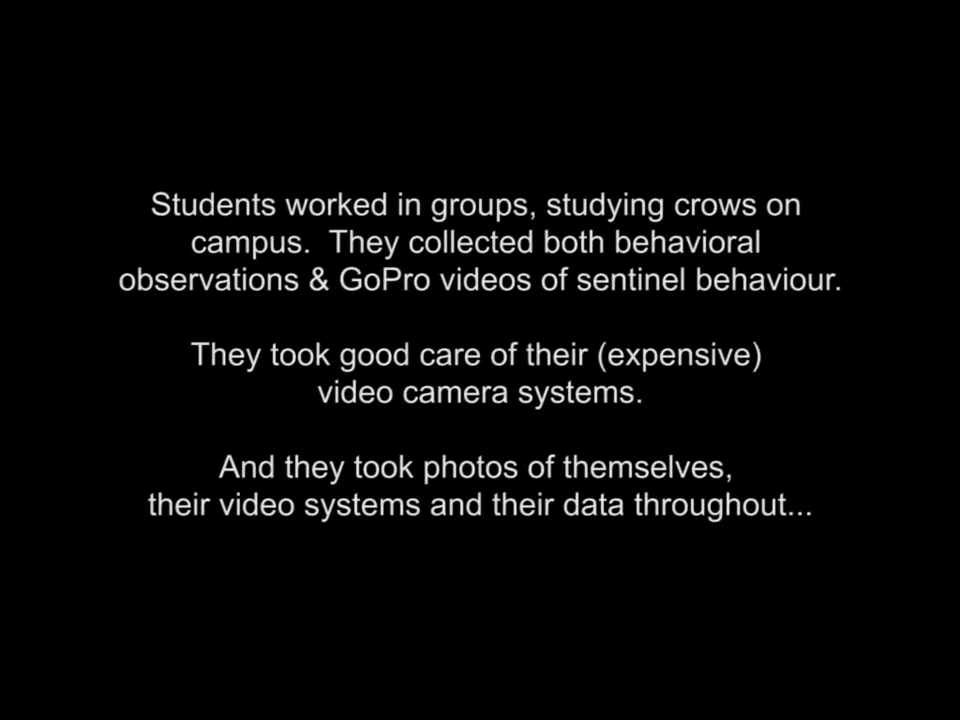 Students worked in groups, studying crows on
campus.  They collected both behavioral
observations & GoPro videos of sentinel behaviour.
They took good care of their (expensive)
video camera systems.
And they took photos of themselves,
their video systems and their data throughout...